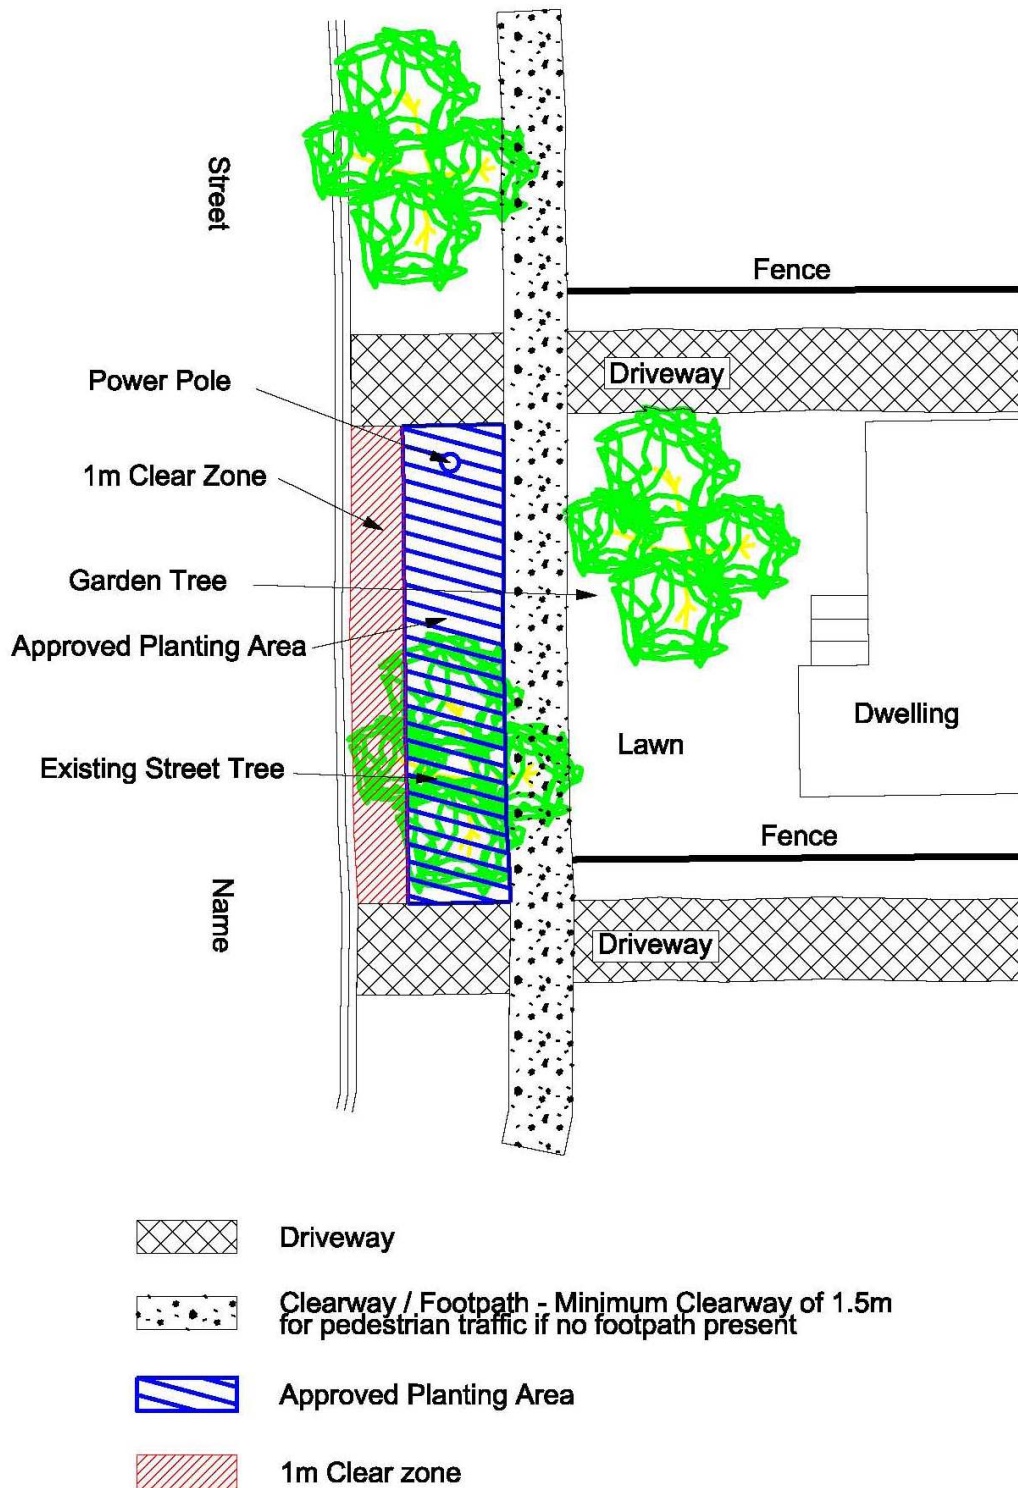 Street
Fence
Driveway
Power Pole
1m Clear Zone
Garden Tree
Approved Planting Area
Existing Street Tree
Lawn
Dwelling
Fence
Name
Driveway
Driveway
Clearway / Footpath - Minimum Clearway of 1.5m
for pedestrian traffic if no footpath present
Approved Planting Area
1m Clear zone